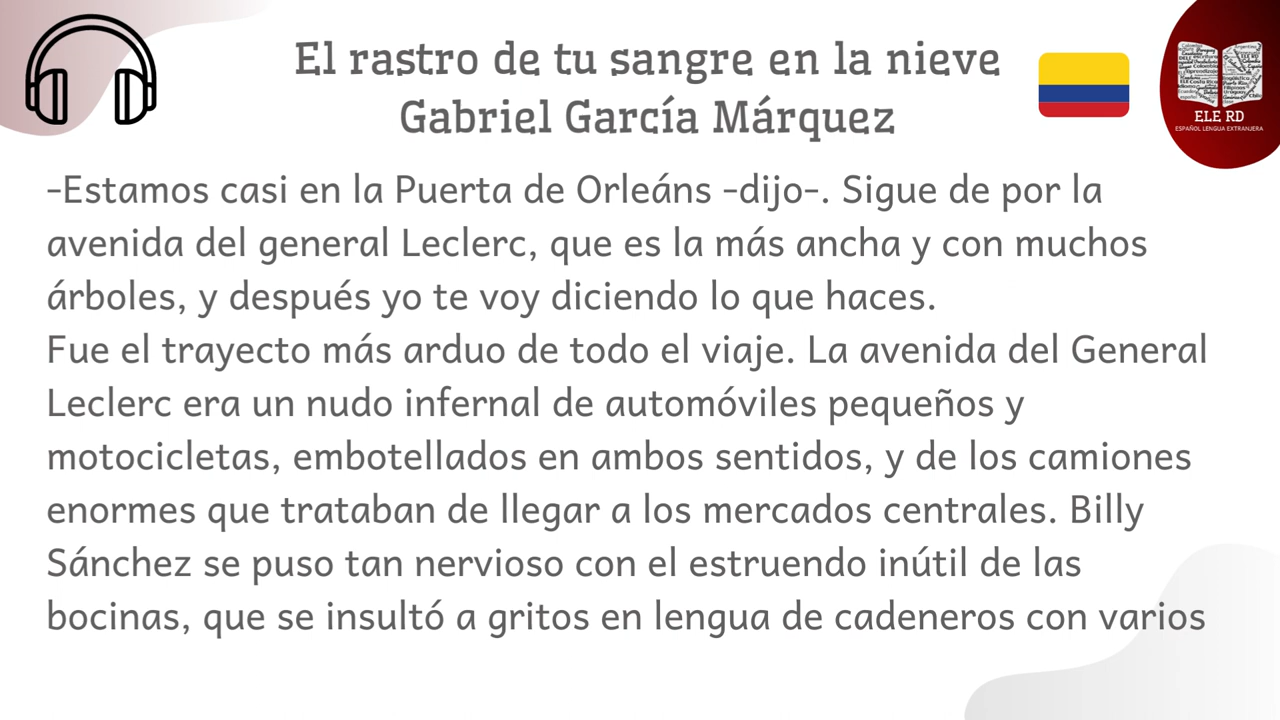 El rastro de tu sangre en la nieve
Gabriel García Márquez
ELE RD
ESPAÑOL LENGUA EXTRANJERA
-Estamos casi en la Puerta de Orleáns -dijo-. Sigue de por la
avenida del general Leclerc, que es la más ancha y con muchos
árboles, y después yo te voy diciendo lo que haces.
Fue el trayecto más arduo de todo el viaje. La avenida del General
Leclerc era un nudo infernal de automóviles pequeños y
motocicletas, embotellados en ambos sentidos, y de los camiones
enormes que trataban de llegar a los mercados centrales. Billy
Sánchez se puso tan nervioso con el estruendo inútil de las
bocinas, que se insultó a gritos en lengua de cadeneros con varios